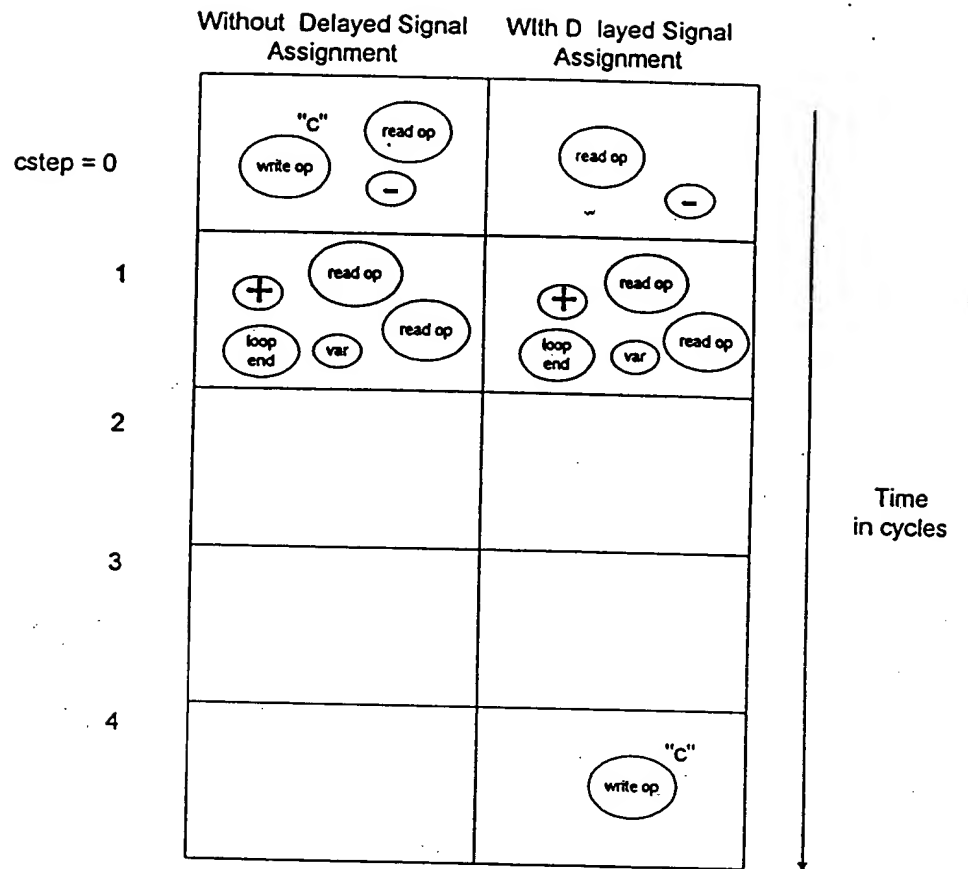 Without Delayed Signal
Assignment
WIth D layed Signal
Assignment
cstep = 0
"C"
write op
read op
−
read op
−
1
+
read op
read op
loop
end
var
+
read op
read op
loop
end
var
2
3
4
"C"
write op
Time
in cycles